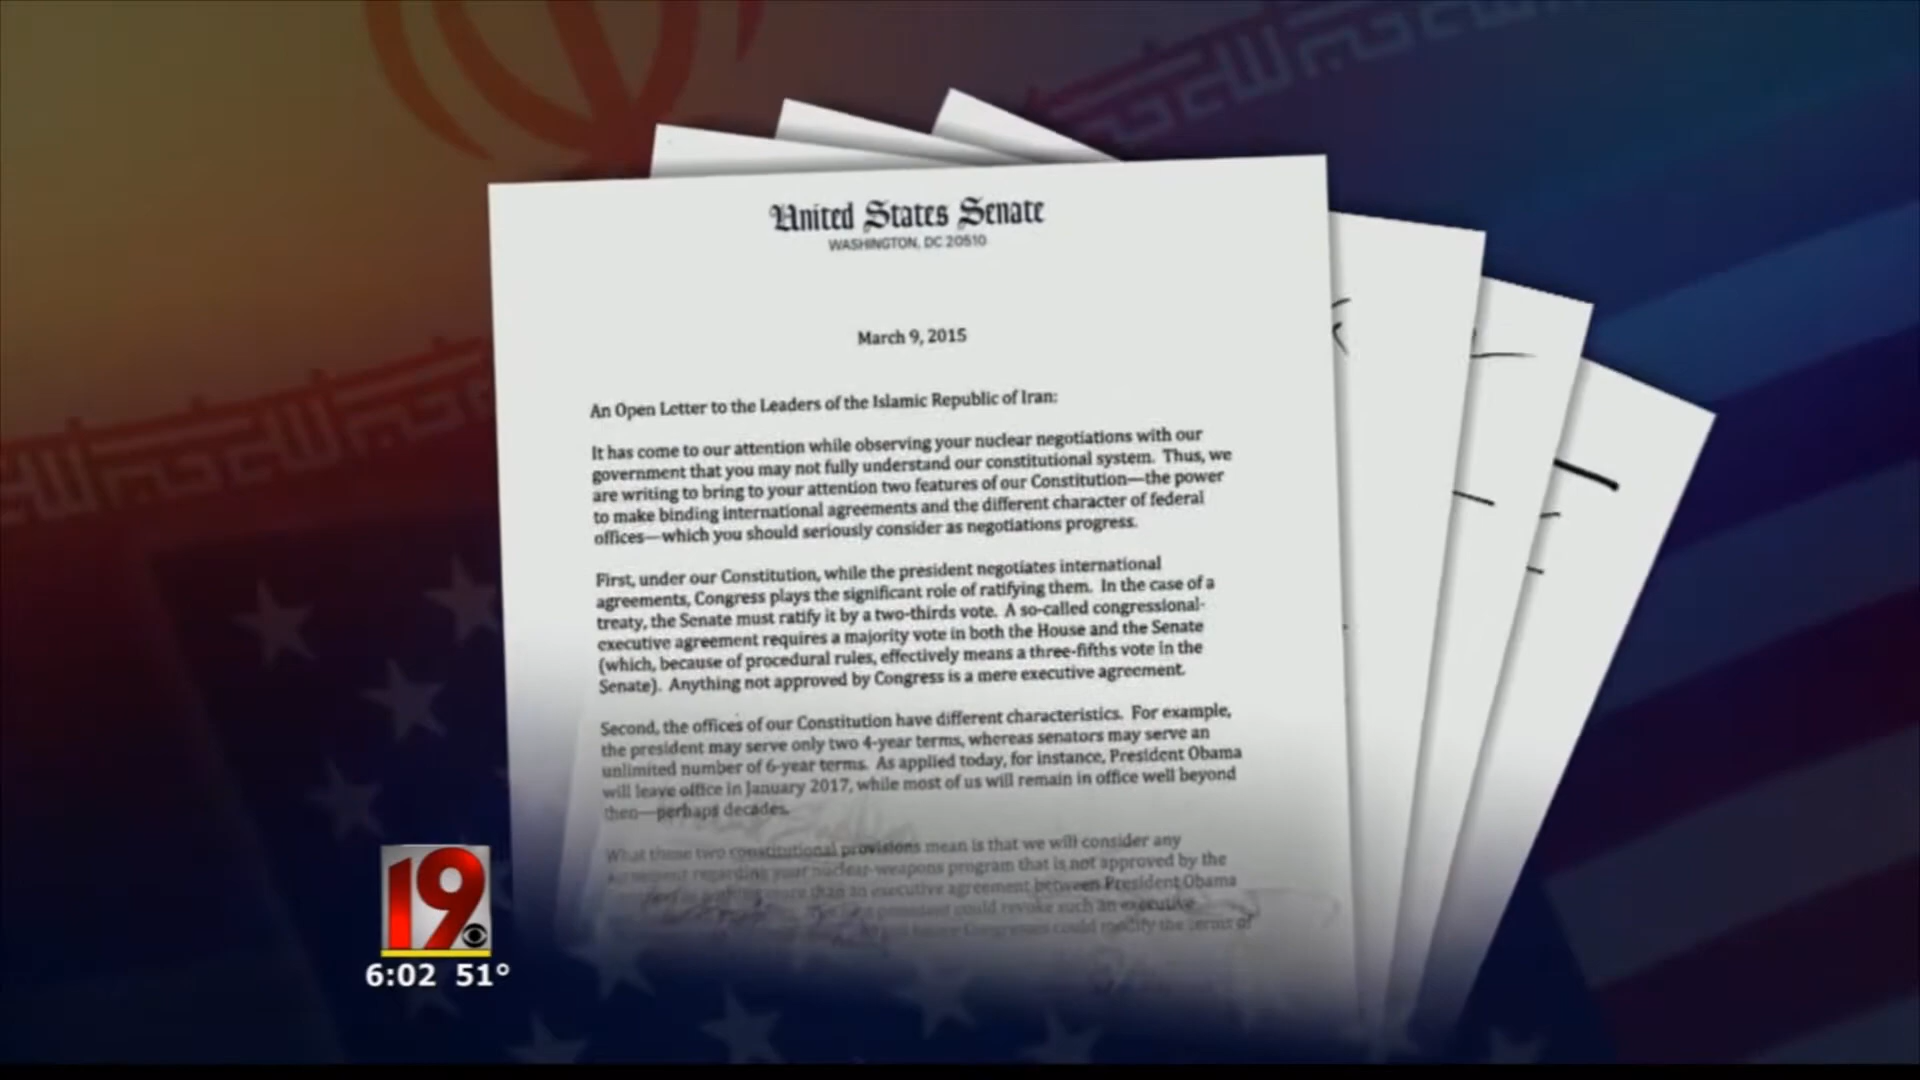 United States Senate
WASHINGTON, DC 20510
March 9, 2015
An Open Letter to the Leaders of the Islamic Republic of Iran:
It has come to our attention while observing your nuclear negotiations with our
government that you may not fully understand our constitutional system. Thus, we
are writing to bring to your attention two features of our Constitution—the power
to make binding international agreements and the different character of federal
offices—which you should seriously consider as negotiations progress.
First, under our Constitution, while the president negotiates international
agreements, Congress plays the significant role of ratifying them. In the case of a
treaty, the Senate must ratify it by a two-thirds vote. A so-called congressional-
executive agreement requires a majority vote in both the House and the Senate
(which, because of procedural rules, effectively means a three-fifths vote in the
Senate). Anything not approved by Congress is a mere executive agreement.
Second, the offices of our Constitution have different characteristics. For example,
the president may serve only two 4-year terms, whereas senators may serve an
unlimited number of 6-year terms. As applied today, for instance, President Obama
will leave office in January 2017, while most of us will remain in office well beyond
then—perhaps decades.
What these two constitutional provisions mean is that we will consider any
agreement regarding your nuclear-weapons program that is not approved by the
more than an executive agreement between President Obama
president could revoke such an executive
future Congresses could modify the terms of
19
6:02 51°